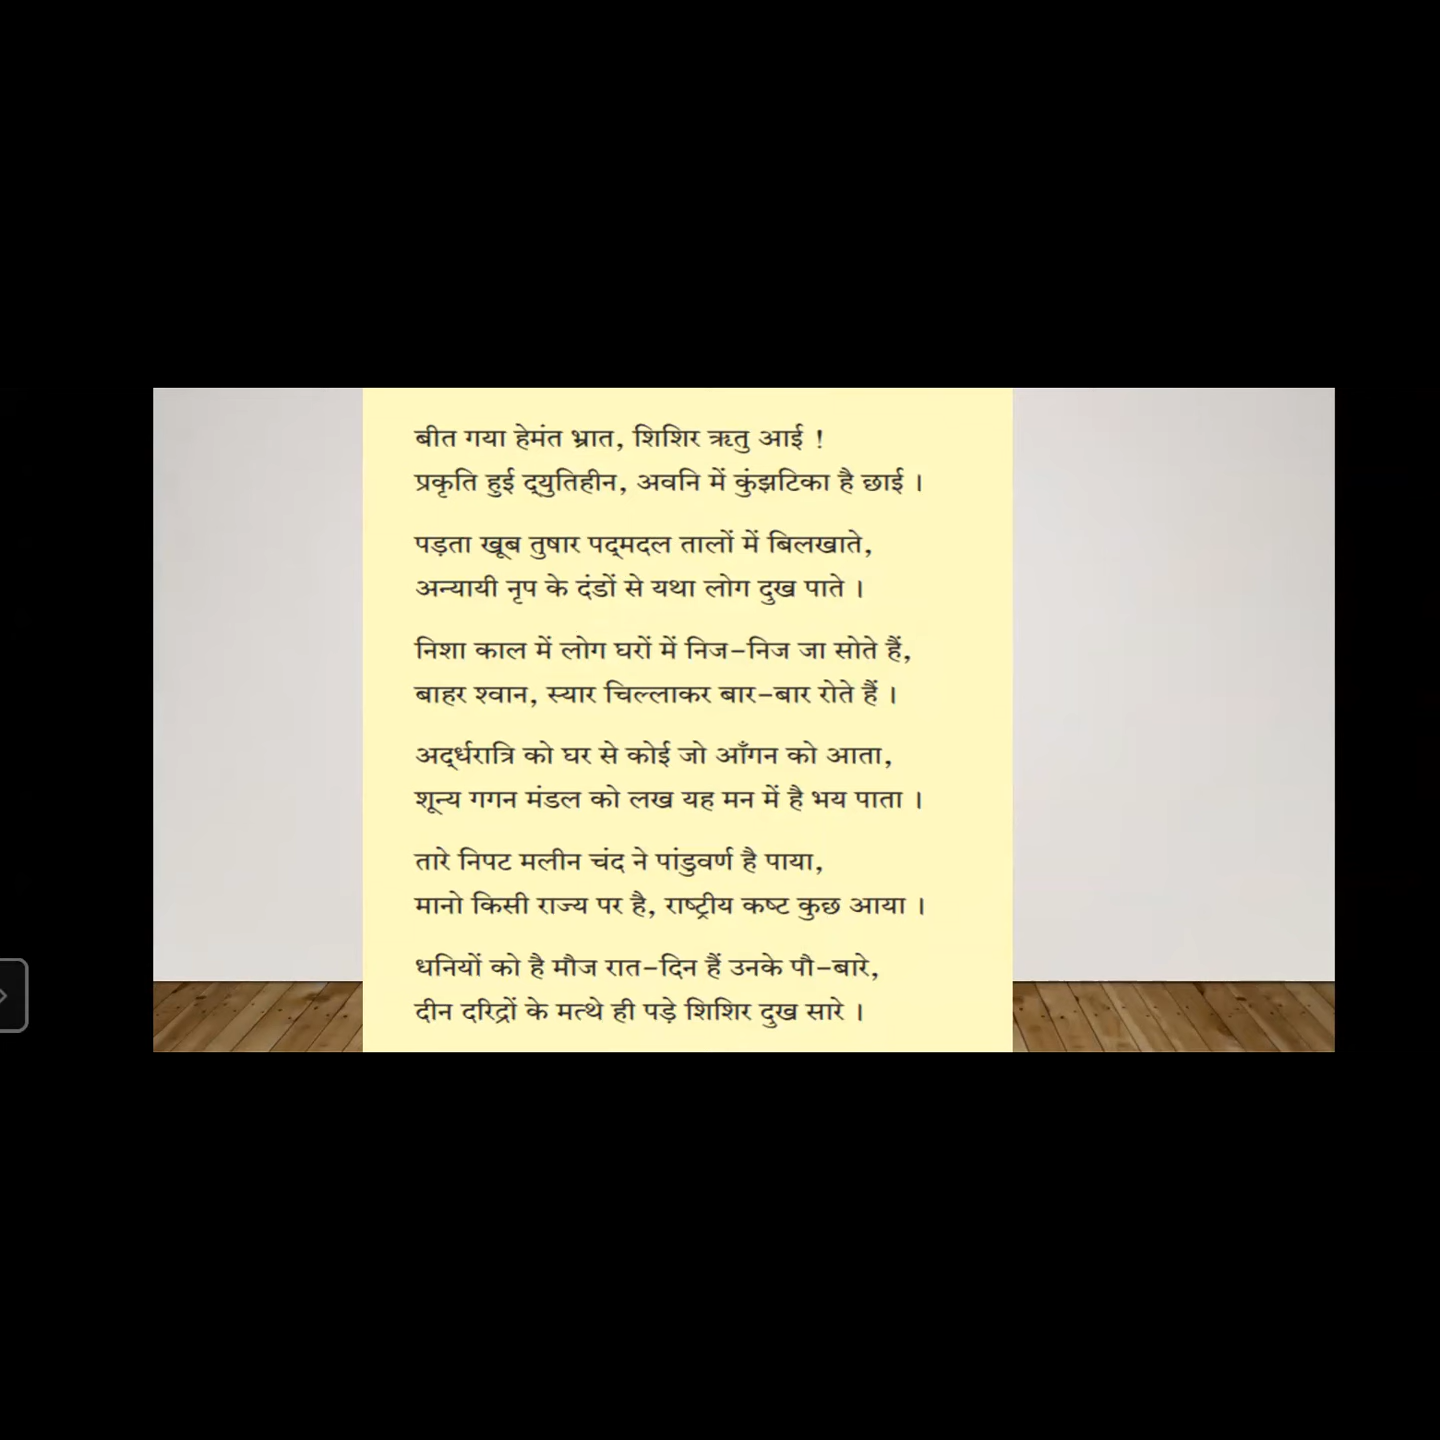 बीत गया हेमंत भ्रात, शिशिर ऋतु आई !
प्रकृति हुई द्‌युतिहीन, अवनि में कुंझटिका है छाई ।
पड़ता खूब तुषार पद्‌मदल तालों में बिलखाते,
अन्यायी नृप के दंडों से यथा लोग दुख पाते ।
निशा काल में लोग घरों में निज-निज जा सोते हैं,
बाहर श्वान, स्यार चिल्लाकर बार-बार रोते हैं ।
अद्‌र्धरात्रि को घर से कोई जो आँगन को आता,
शून्य गगन मंडल को लख यह मन में है भय पाता ।
तारे निपट मलीन चंद ने पांडुवर्ण है पाया,
मानो किसी राज्य पर है, राष्ट्रीय कष्ट कुछ आया ।
धनियों को है मौज रात-दिन हैं उनके पौ-बारे,
दीन दरिद्रों के मत्थे ही पड़े शिशिर दुख सारे ।